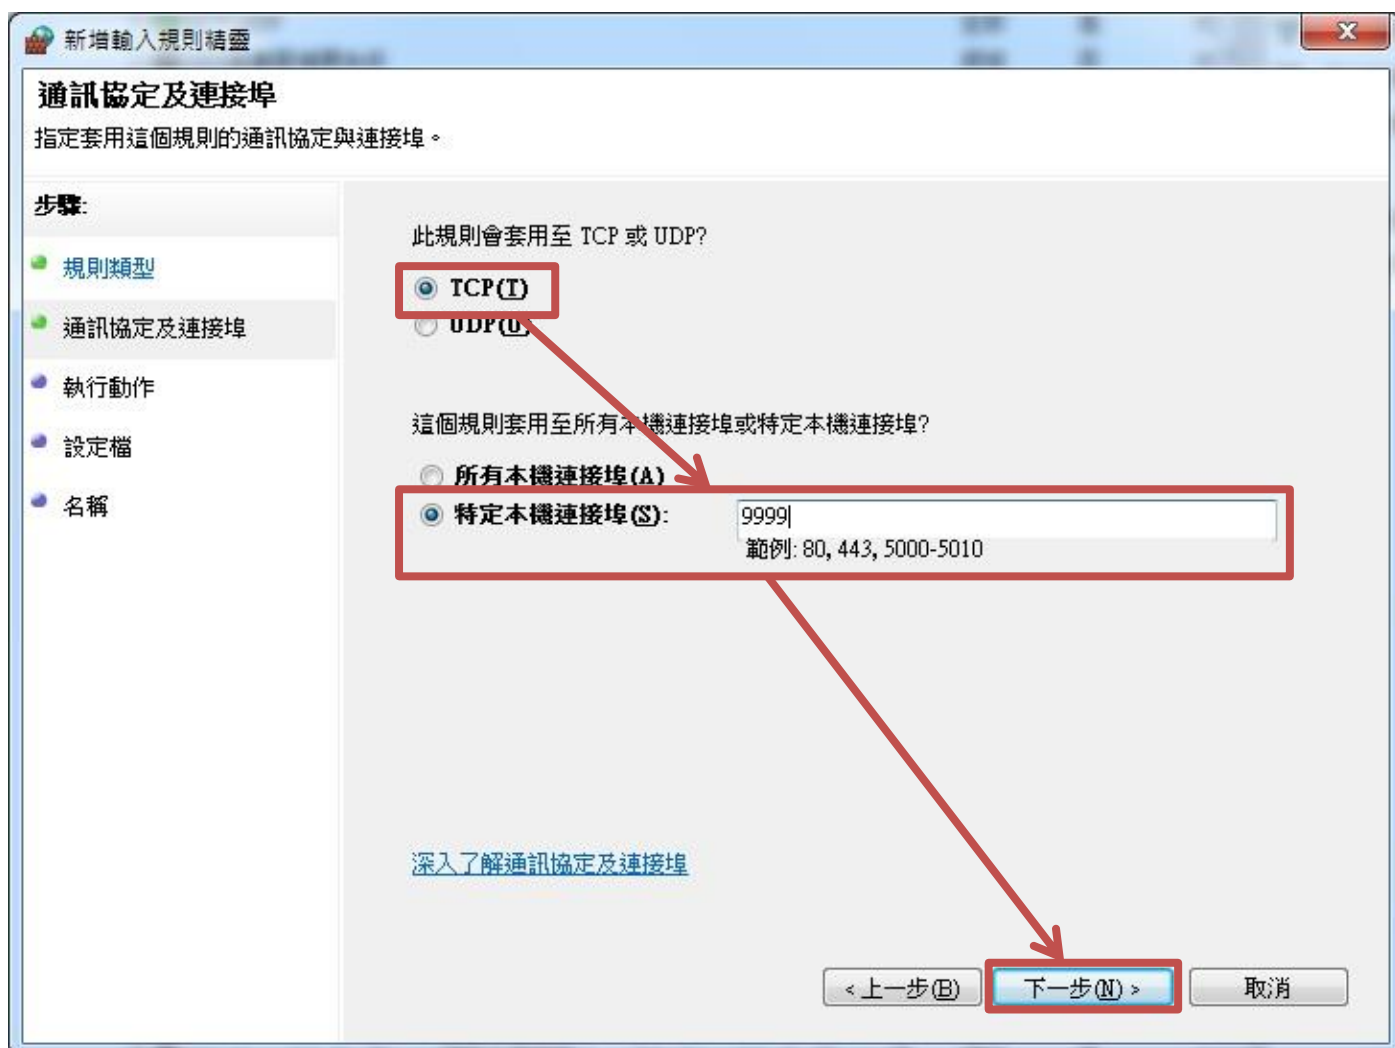 新增輸入規則精靈
通訊協定及連接埠
指定套用這個規則的通訊協定與連接埠。
步驟:
規則類型
通訊協定及連接埠
執行動作
設定檔
名稱
此規則會套用至 TCP 或 UDP?
TCP(T)
UDP(U)
這個規則套用至所有本機連接埠或特定本機連接埠?
所有本機連接埠(A)
特定本機連接埠(S): 9999
範例: 80, 443, 5000-5010
深入了解通訊協定及連接埠
< 上一步(B) 下一步(N) > 取消